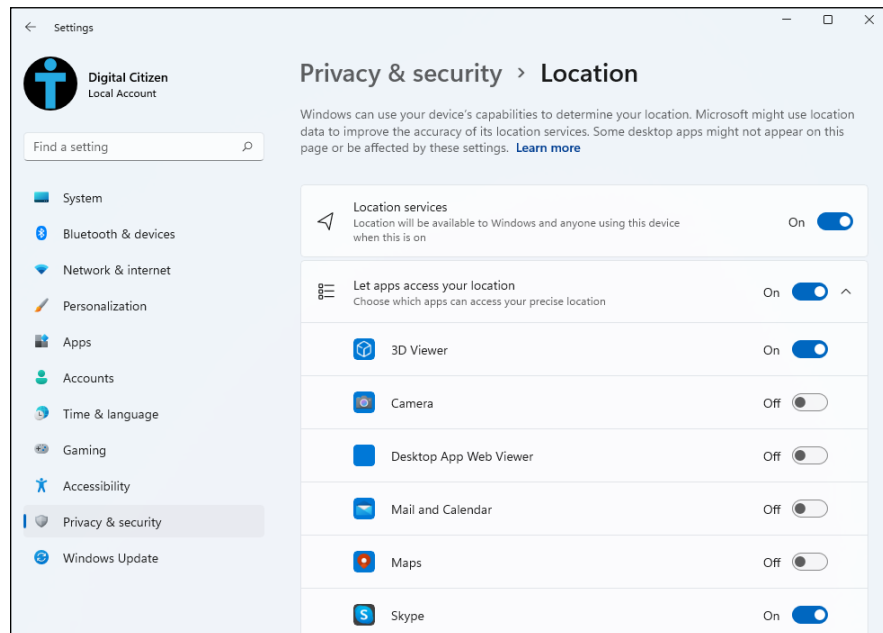 Settings
Digital Citizen
Local Account
Find a setting
System
Bluetooth & devices
Network & internet
Personalization
Apps
Accounts
Time & language
Gaming
Accessibility
Privacy & security
Windows Update
Privacy & security > Location
Windows can use your device's capabilities to determine your location. Microsoft might use location
data to improve the accuracy of its location services. Some desktop apps might not appear on this
page or be affected by these settings. Learn more
Location services
Location will be available to Windows and anyone using this device
when this is on
On
Let apps access your location
Choose which apps can access your precise location
On
3D Viewer
On
Camera
Off
Desktop App Web Viewer
Off
Mail and Calendar
Off
Maps
Off
S
Skype
On